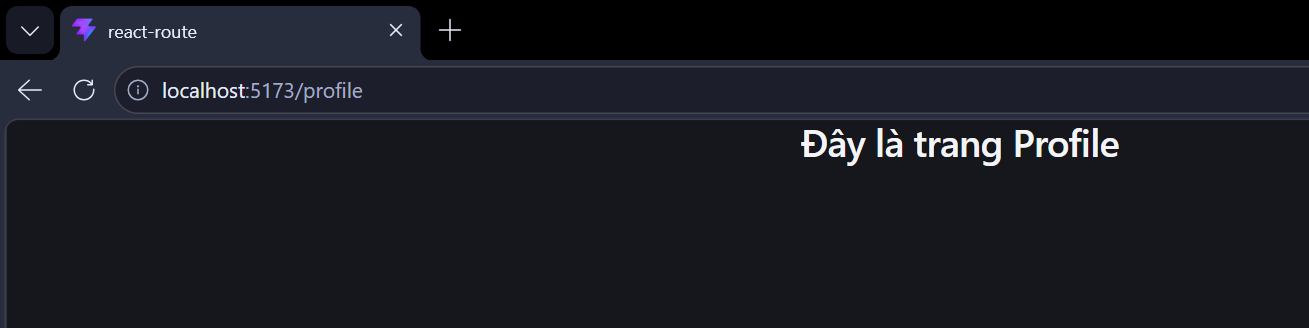 react-route
localhost:5173/profile
Đây là trang Profile